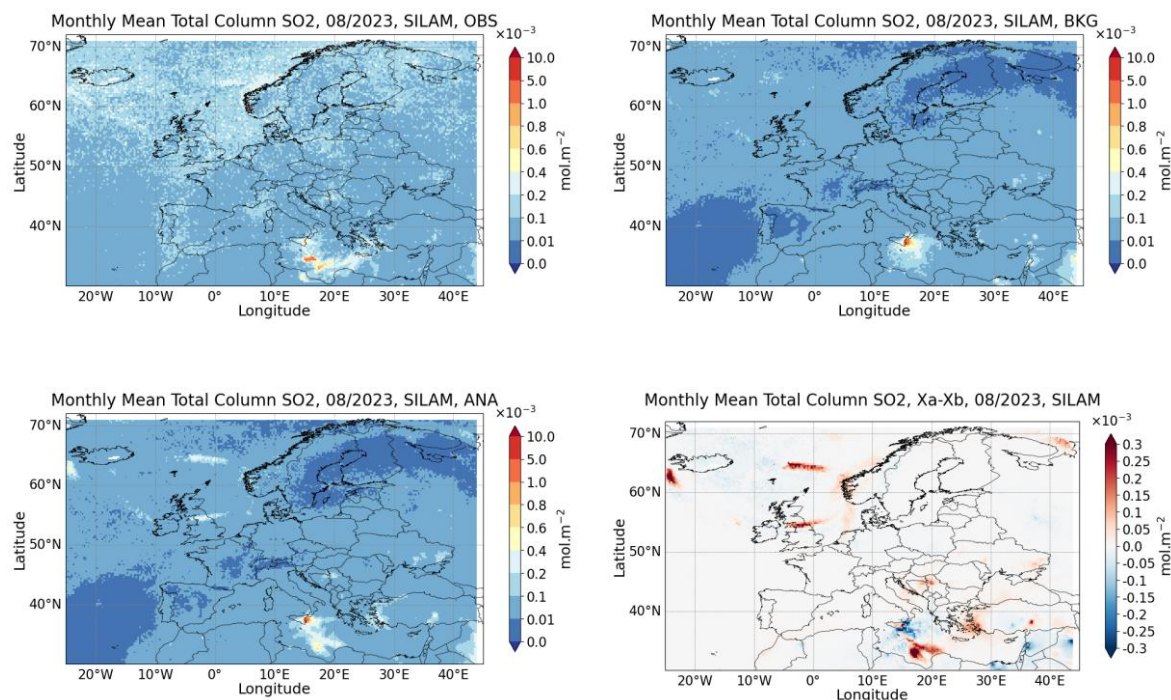 Monthly Mean Total Column SO2, 08/2023, SILAM, OBS
×10⁻³
70°N
60°N
50°N
40°N
Latitude
20°W 10°W 0° 10°E 20°E 30°E 40°E
Longitude
10.0
5.0
1.0
0.8
0.6
0.4
0.2
0.1
0.01
0.0
mol.m⁻²
Monthly Mean Total Column SO2, 08/2023, SILAM, BKG
×10⁻³
70°N
60°N
50°N
40°N
Latitude
20°W 10°W 0° 10°E 20°E 30°E 40°E
Longitude
10.0
5.0
1.0
0.8
0.6
0.4
0.2
0.1
0.01
0.0
mol.m⁻²
Monthly Mean Total Column SO2, 08/2023, SILAM, ANA
×10⁻³
70°N
60°N
50°N
40°N
Latitude
20°W 10°W 0° 10°E 20°E 30°E 40°E
Longitude
10.0
5.0
1.0
0.8
0.6
0.4
0.2
0.1
0.01
0.0
mol.m⁻²
Monthly Mean Total Column SO2, Xa-Xb, 08/2023, SILAM
×10⁻³
70°N
60°N
50°N
40°N
Latitude
20°W 10°W 0° 10°E 20°E 30°E 40°E
Longitude
0.3
0.25
0.2
0.15
0.1
0.05
0.0
-0.05
-0.1
-0.15
-0.2
-0.25
-0.3
mol.m⁻²